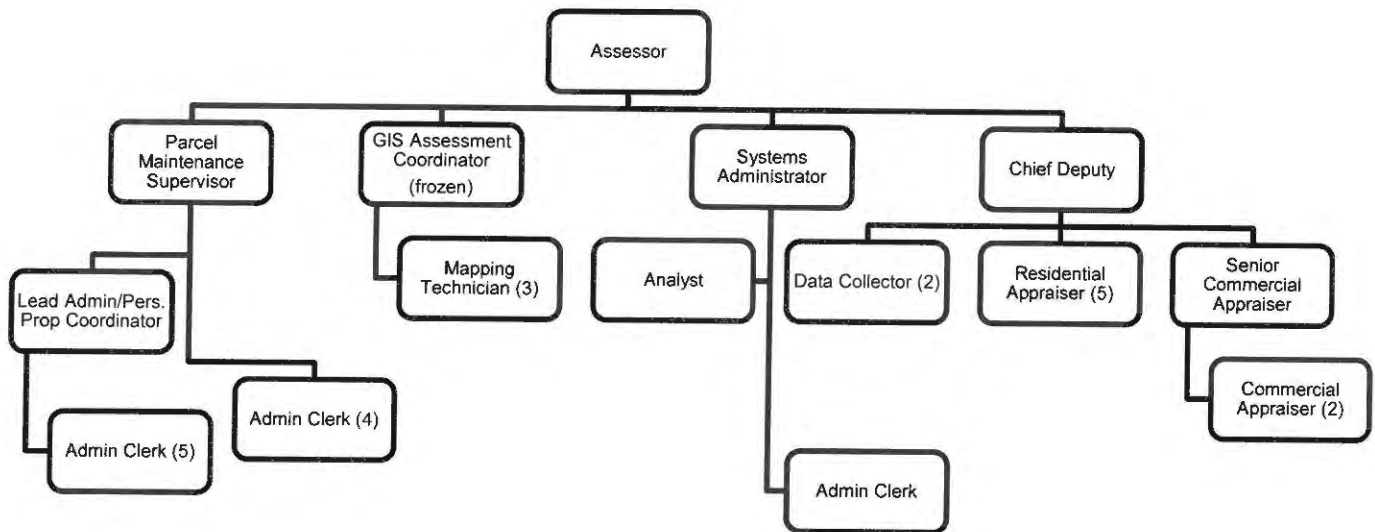 Assessor
Parcel
Maintenance
Supervisor
GIS Assessment
Coordinator
(frozen)
Systems
Administrator
Chief Deputy
Lead Admin/Pers.
Prop Coordinator
Mapping
Technician (3)
Analyst
Data Collector (2)
Residential
Appraiser (5)
Senior
Commercial
Appraiser
Admin Clerk (5)
Admin Clerk (4)
Admin Clerk
Commercial
Appraiser (2)